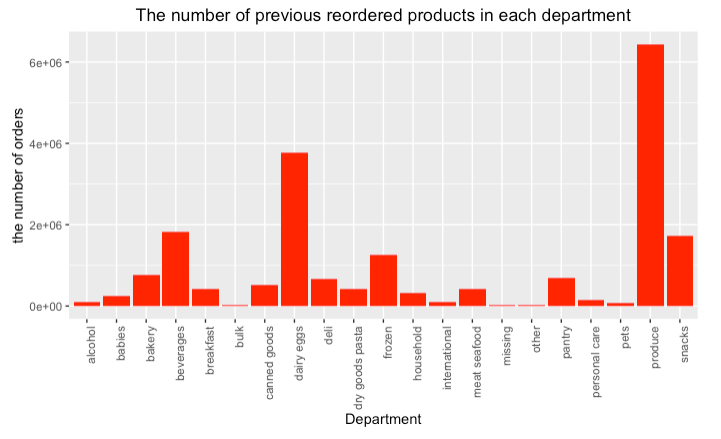 The number of previous reordered products in each department
the number of orders
6e+06
4e+06
2e+06
0e+00
alcohol
babies
bakery
beverages
breakfast
bulk
canned goods
dairy eggs
deli
dry goods pasta
frozen
household
international
meat seafood
missing
other
pantry
personal care
pets
produce
snacks
Department